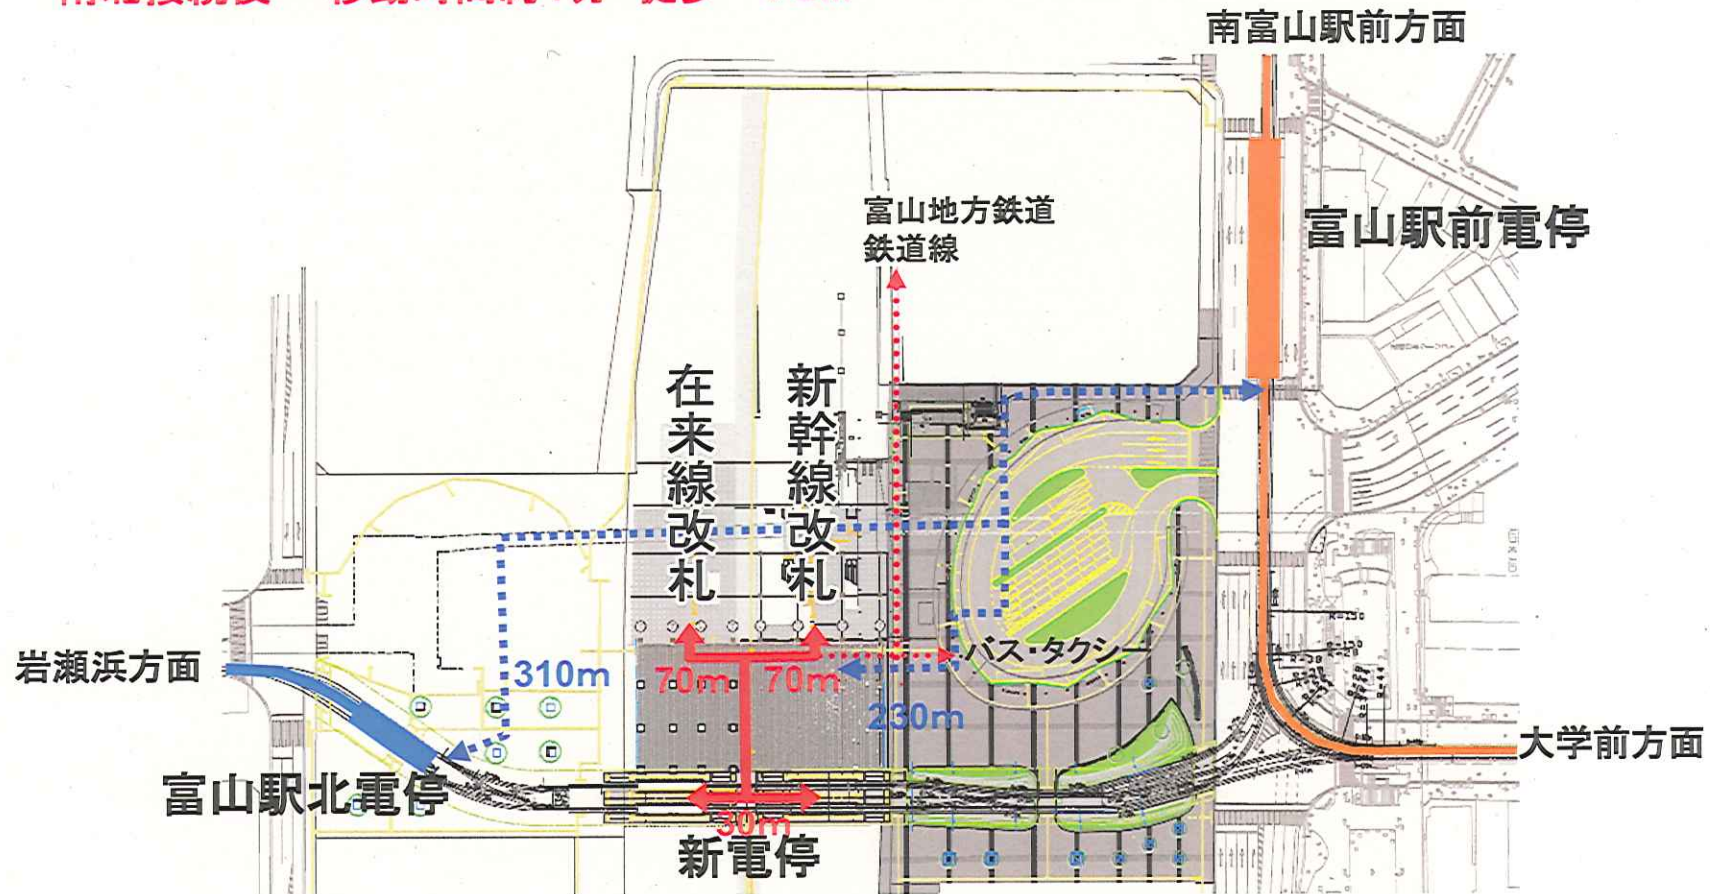 南富山駅前方面
富山地方鉄道
鉄道線
富山駅前電停
在来線改札
新幹線改札
岩瀬浜方面
310m
70m
70m
バス・タクシー
230m
大学前方面
富山駅北電停
30m
新電停